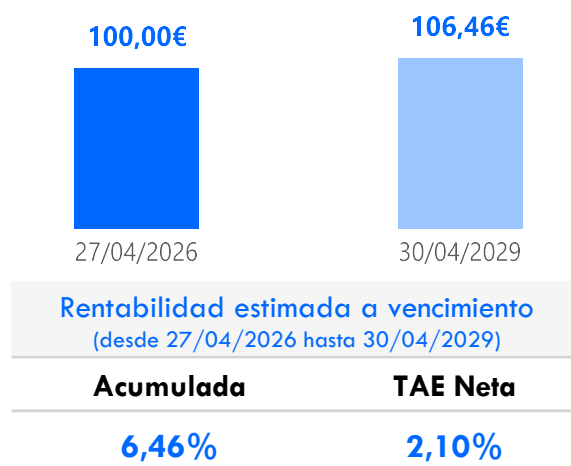 100,00€
106,46€
27/04/2026
30/04/2029
Rentabilidad estimada a vencimiento
(desde 27/04/2026 hasta 30/04/2029)
Acumulada
TAE Neta
6,46%
2,10%